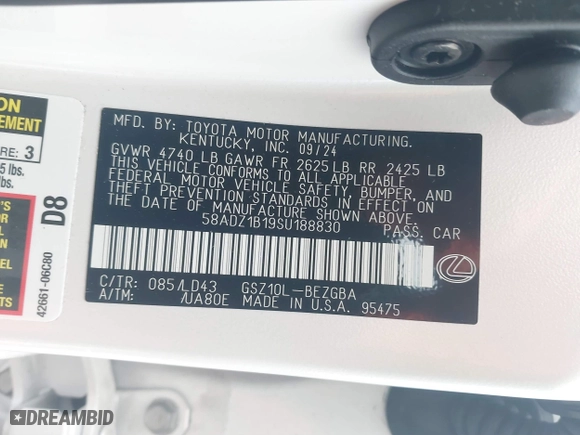 MFD. BY: TOYOTA MOTOR MANUFACTURING.
KENTUCKY, INC. 09/24
GVWR 4740 LB GAWR FR 2625 LB RR 2425 LB
THIS VEHICLE CONFORMS TO ALL APPLICABLE
FEDERAL MOTOR VEHICLE SAFETY, BUMPER, AND
THEFT PREVENTION STANDARDS IN EFFECT ON
THE DATE OF MANUFACTURE SHOWN ABOVE.
58ADZ1B19SU188830 PASS. CAR
C/TR: 085/LD43 GSZ10L-BEZGBA
A/TM: /UA80E MADE IN U.S.A. 95475
ON
EMENT
RE: 3
5 lbs.
lbs.
D8
42661-06C80
DREAMBID